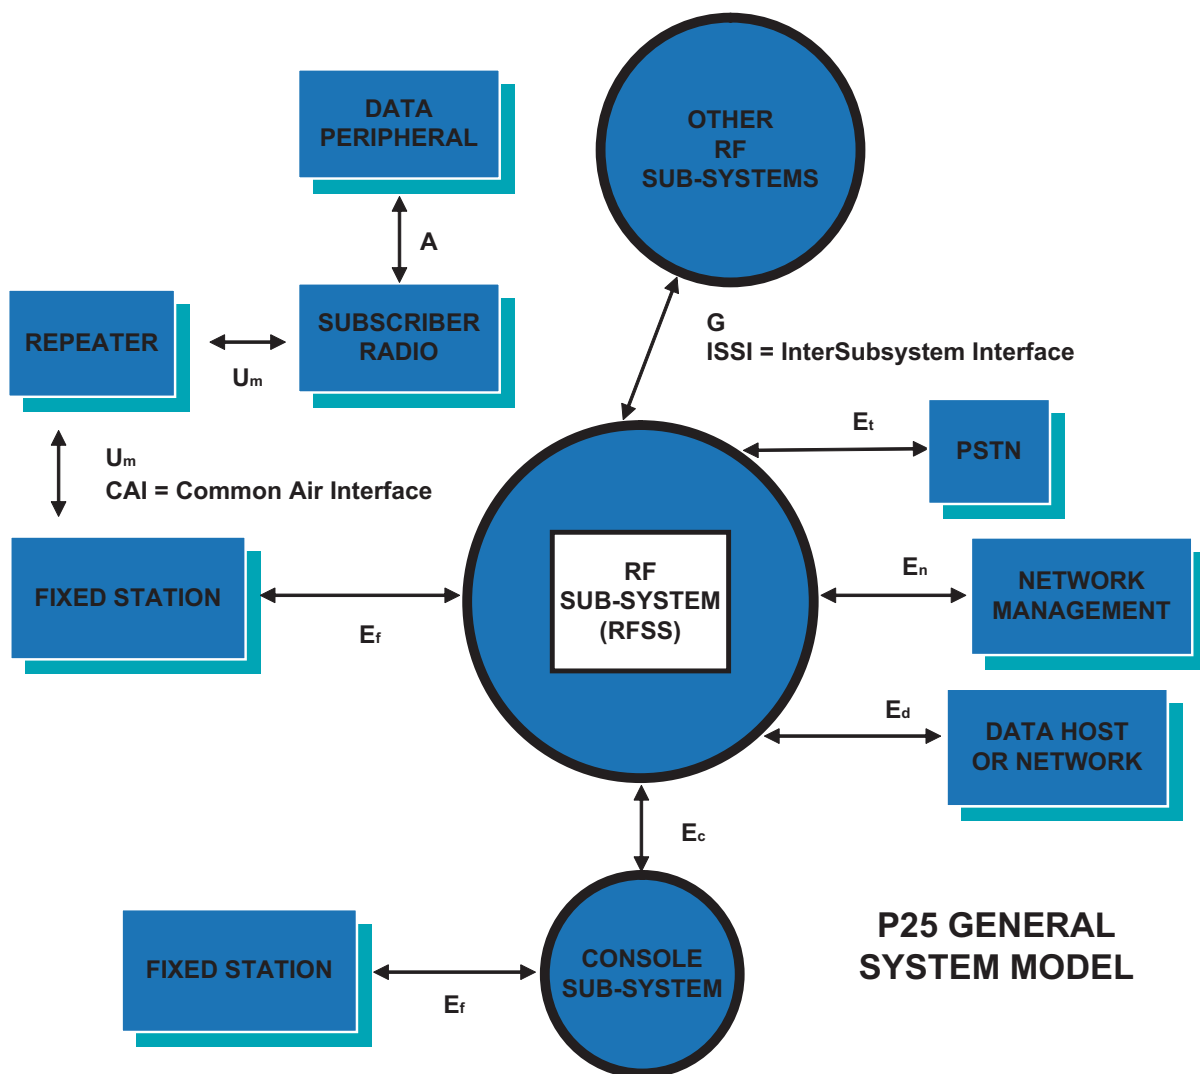 DATA
PERIPHERAL
OTHER
RF
SUB-SYSTEMS
A
REPEATER
Um
SUBSCRIBER
RADIO
G
ISSI = InterSubsystem Interface
Um
CAI = Common Air Interface
Et
PSTN
FIXED STATION
Ef
RF
SUB-SYSTEM
(RFSS)
En
NETWORK
MANAGEMENT
Ed
DATA HOST
OR NETWORK
Ec
FIXED STATION
Ef
CONSOLE
SUB-SYSTEM
P25 GENERAL
SYSTEM MODEL